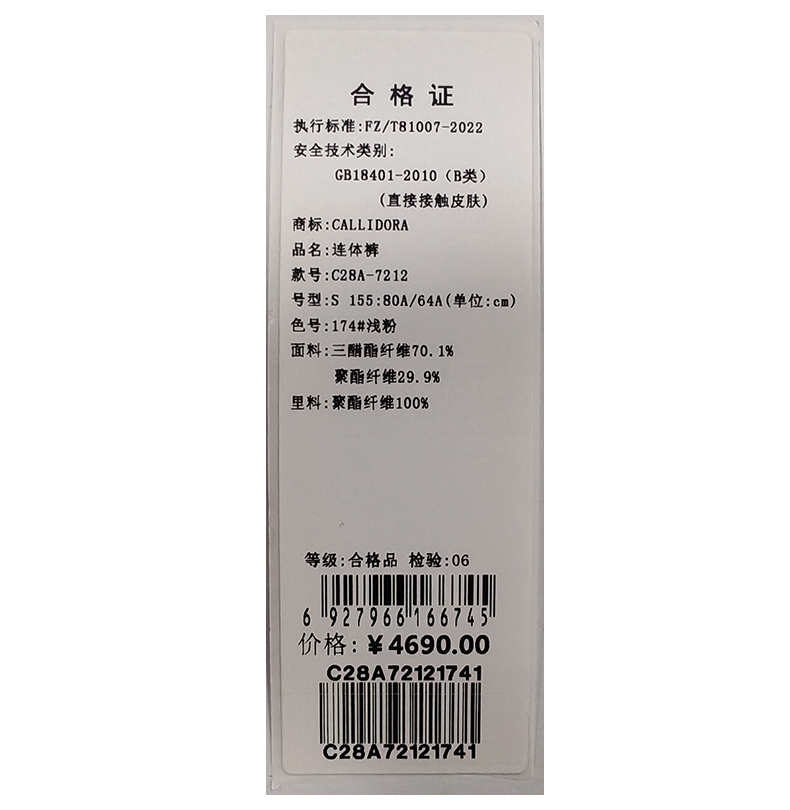 合格证
执行标准:FZ/T81007-2022
安全技术类别:
GB18401-2010（B类）
(直接接触皮肤)
商标:CALLIDORA
品名:连体裤
款号:C28A-7212
号型:S 155:80A/64A(单位:cm)
色号:174#浅粉
面料:三醋酯纤维70.1%
聚酯纤维29.9%
里料:聚酯纤维100%
等级:合格品 检验:06
6 927966 166745
价格:￥4690.00
C28A72121741
C28A72121741